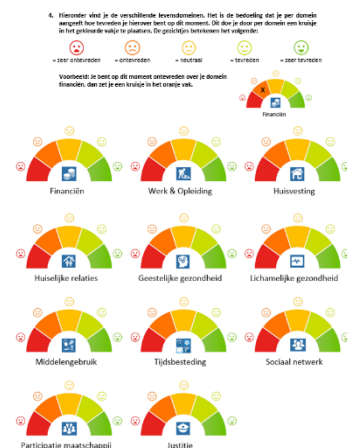 4. Hieronder vind je de verschillende levensdomeinen. Het is de bedoeling dat je per domein
aangeeft hoe tevreden je hierover bent op dit moment. Dit doe je door per domein een kruisje
in het gekleurde vakje te plaatsen. De gezichtjes betekenen het volgende:
= zeer ontevreden = ontevreden = neutraal = tevreden = zeer tevreden
Voorbeeld: Je bent op dit moment ontevreden over je domein
financiën, dan zet je een kruisje in het oranje vak.
X
Financiën
Financiën Werk & Opleiding Huisvesting
Huiselijke relaties Geestelijke gezondheid Lichamelijke gezondheid
Middelengebruik Tijdsbesteding Sociaal netwerk
Participatie maatschappij Justitie